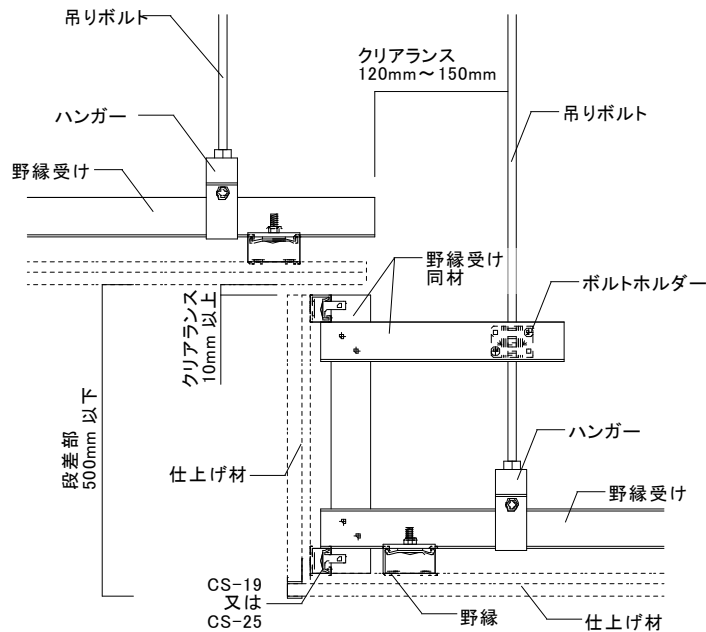 吊りボルト
クリアランス
120mm～150mm
吊りボルト
ハンガー
野縁受け
野縁受け
同材
ボルトホルダー
クリアランス
10mm 以上
段差部
500mm 以下
仕上げ材
ハンガー
野縁受け
CS-19
又は
CS-25
野縁
仕上げ材